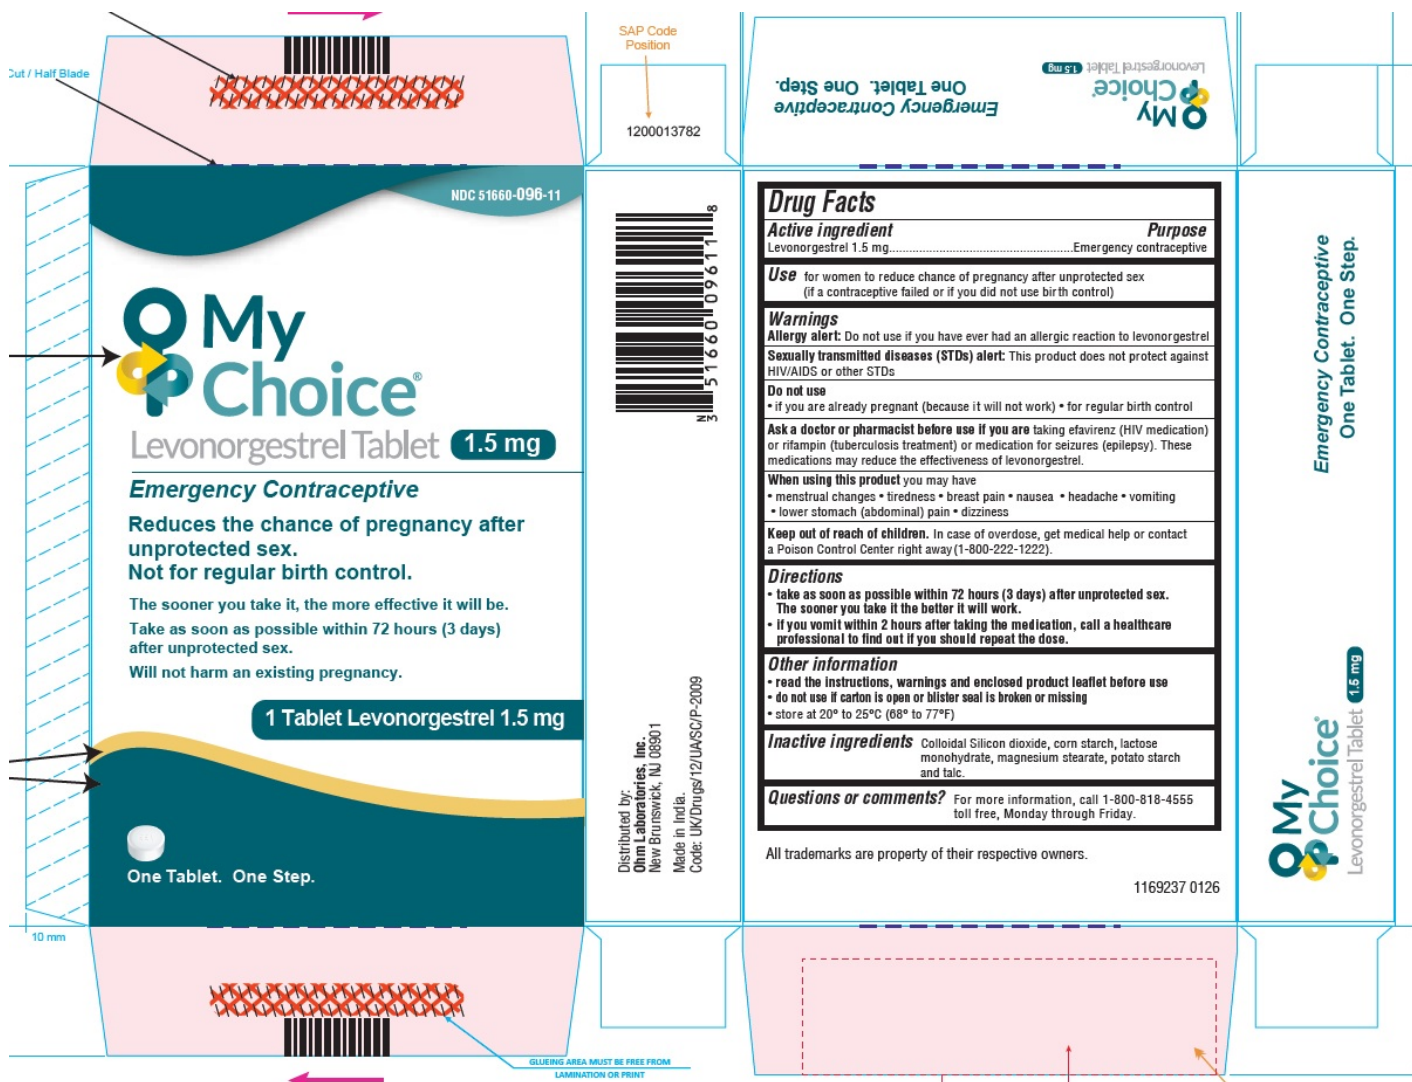 Cut / Half Blade
SAP Code
Position
1200013782
My
Choice®
Levonorgestrel Tablet 1.5 mg
Emergency Contraceptive
One Tablet. One Step.
NDC 51660-096-11
My
Choice®
Levonorgestrel Tablet 1.5 mg
Emergency Contraceptive
Reduces the chance of pregnancy after
unprotected sex.
Not for regular birth control.
The sooner you take it, the more effective it will be.
Take as soon as possible within 72 hours (3 days)
after unprotected sex.
Will not harm an existing pregnancy.
1 Tablet Levonorgestrel 1.5 mg
One Tablet. One Step.
10 mm
N
3 51660 09611 8
Distributed by:
Ohm Laboratories, Inc.
New Brunswick, NJ 08901
Made in India.
Code: UK/Drugs/12/UA/SC/P-2009
Drug Facts
Active ingredient Purpose
Levonorgestrel 1.5 mg.......................................................Emergency contraceptive
Use for women to reduce chance of pregnancy after unprotected sex
(if a contraceptive failed or if you did not use birth control)
Warnings
Allergy alert: Do not use if you have ever had an allergic reaction to levonorgestrel
Sexually transmitted diseases (STDs) alert: This product does not protect against
HIV/AIDS or other STDs
Do not use
• if you are already pregnant (because it will not work) • for regular birth control
Ask a doctor or pharmacist before use if you are taking efavirenz (HIV medication)
or rifampin (tuberculosis treatment) or medication for seizures (epilepsy). These
medications may reduce the effectiveness of levonorgestrel.
When using this product you may have
• menstrual changes • tiredness • breast pain • nausea • headache • vomiting
• lower stomach (abdominal) pain • dizziness
Keep out of reach of children. In case of overdose, get medical help or contact
a Poison Control Center right away (1-800-222-1222).
Directions
• take as soon as possible within 72 hours (3 days) after unprotected sex.
The sooner you take it the better it will work.
• if you vomit within 2 hours after taking the medication, call a healthcare
professional to find out if you should repeat the dose.
Other information
• read the instructions, warnings and enclosed product leaflet before use
• do not use if carton is open or blister seal is broken or missing
• store at 20° to 25°C (68° to 77°F)
Inactive ingredients Colloidal Silicon dioxide, corn starch, lactose
monohydrate, magnesium stearate, potato starch
and talc.
Questions or comments? For more information, call 1-800-818-4555
toll free, Monday through Friday.
All trademarks are property of their respective owners.
1169237 0126
Emergency Contraceptive
One Tablet. One Step.
My
Choice®
Levonorgestrel Tablet 1.5 mg
GLUEING AREA MUST BE FREE FROM
LAMINATION OR PRINT